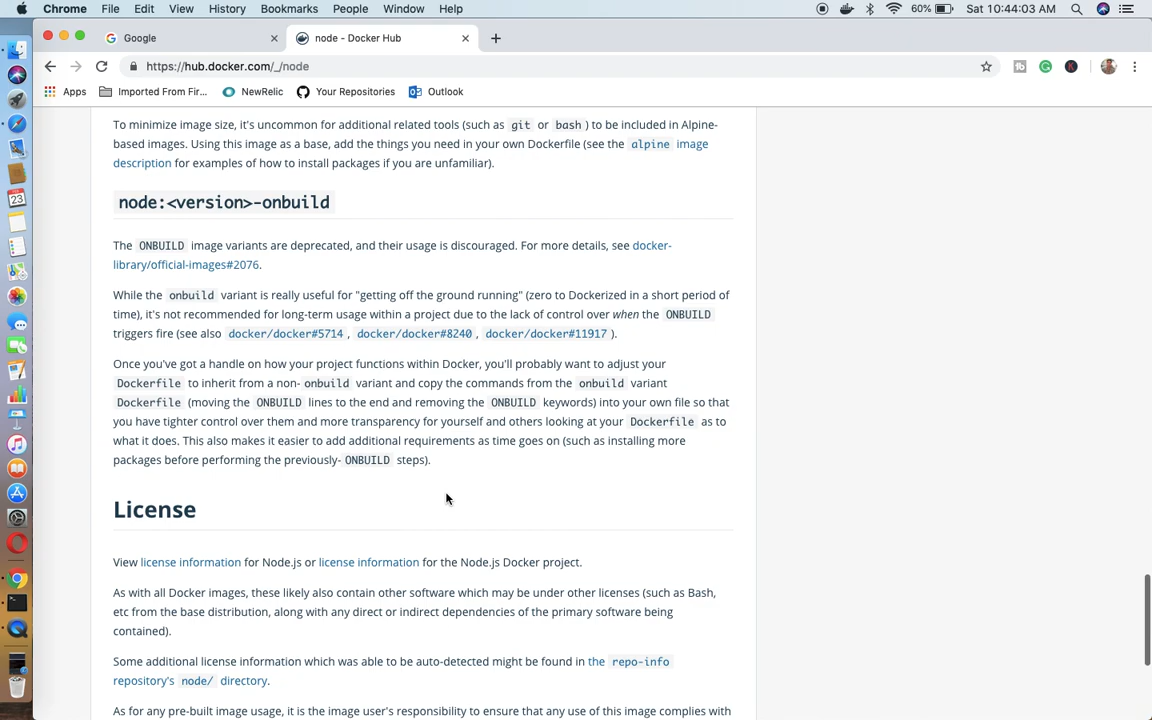 Chrome File Edit View History Bookmarks People Window Help 60% Sat 10:44:03 AM
Google
node - Docker Hub
https://hub.docker.com/_/node
Apps Imported From Fir... NewRelic Your Repositories Outlook
To minimize image size, it's uncommon for additional related tools (such as git or bash ) to be included in Alpine-
based images. Using this image as a base, add the things you need in your own Dockerfile (see the alpine image
description for examples of how to install packages if you are unfamiliar).
node:<version>-onbuild
The ONBUILD image variants are deprecated, and their usage is discouraged. For more details, see docker-
library/official-images#2076.
While the onbuild variant is really useful for "getting off the ground running" (zero to Dockerized in a short period of
time), it's not recommended for long-term usage within a project due to the lack of control over when the ONBUILD
triggers fire (see also docker/docker#5714 , docker/docker#8240 , docker/docker#11917 ).
Once you've got a handle on how your project functions within Docker, you'll probably want to adjust your
Dockerfile to inherit from a non- onbuild variant and copy the commands from the onbuild variant
Dockerfile (moving the ONBUILD lines to the end and removing the ONBUILD keywords) into your own file so that
you have tighter control over them and more transparency for yourself and others looking at your Dockerfile as to
what it does. This also makes it easier to add additional requirements as time goes on (such as installing more
packages before performing the previously- ONBUILD steps).
License
View license information for Node.js or license information for the Node.js Docker project.
As with all Docker images, these likely also contain other software which may be under other licenses (such as Bash,
etc from the base distribution, along with any direct or indirect dependencies of the primary software being
contained).
Some additional license information which was able to be auto-detected might be found in the repo-info
repository's node/ directory.
As for any pre-built image usage, it is the image user's responsibility to ensure that any use of this image complies with